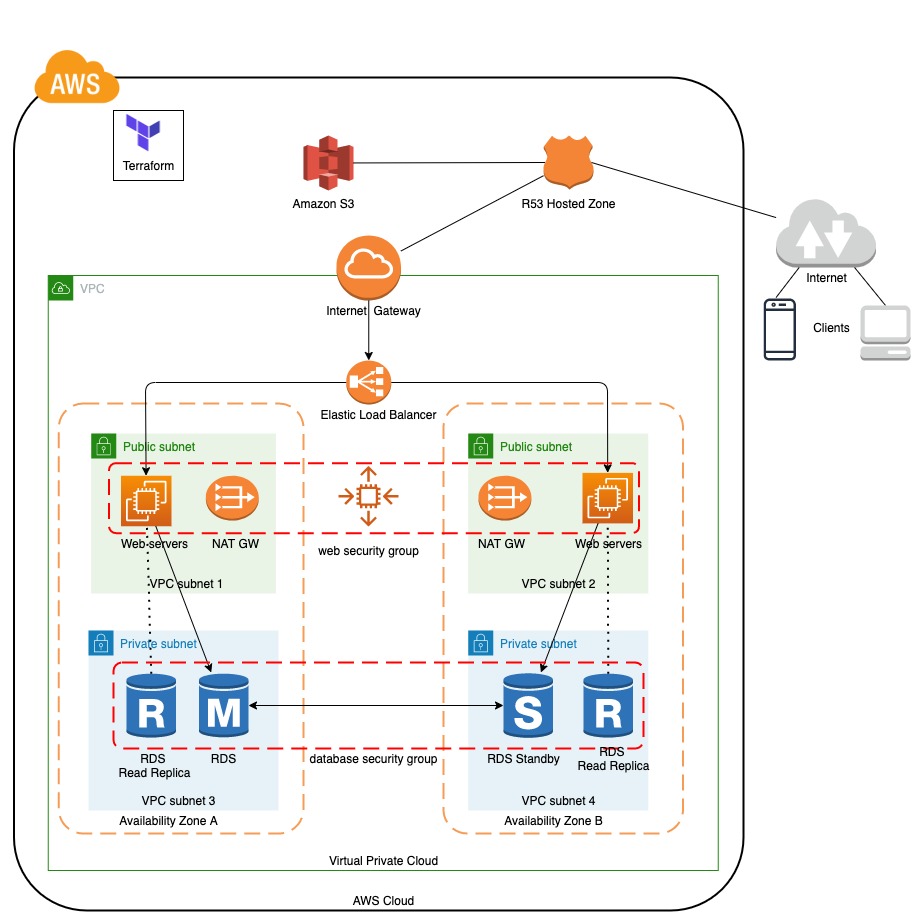 AWS
Terraform
Amazon S3
R53 Hosted Zone
Internet
Clients
VPC
Internet Gateway
Elastic Load Balancer
Public subnet
Public subnet
Web servers
NAT GW
web security group
NAT GW
Web servers
VPC subnet 1
VPC subnet 2
Private subnet
Private subnet
R
M
S
R
RDS
Read Replica
RDS
database security group
RDS Standby
RDS
Read Replica
VPC subnet 3
VPC subnet 4
Availability Zone A
Availability Zone B
Virtual Private Cloud
AWS Cloud